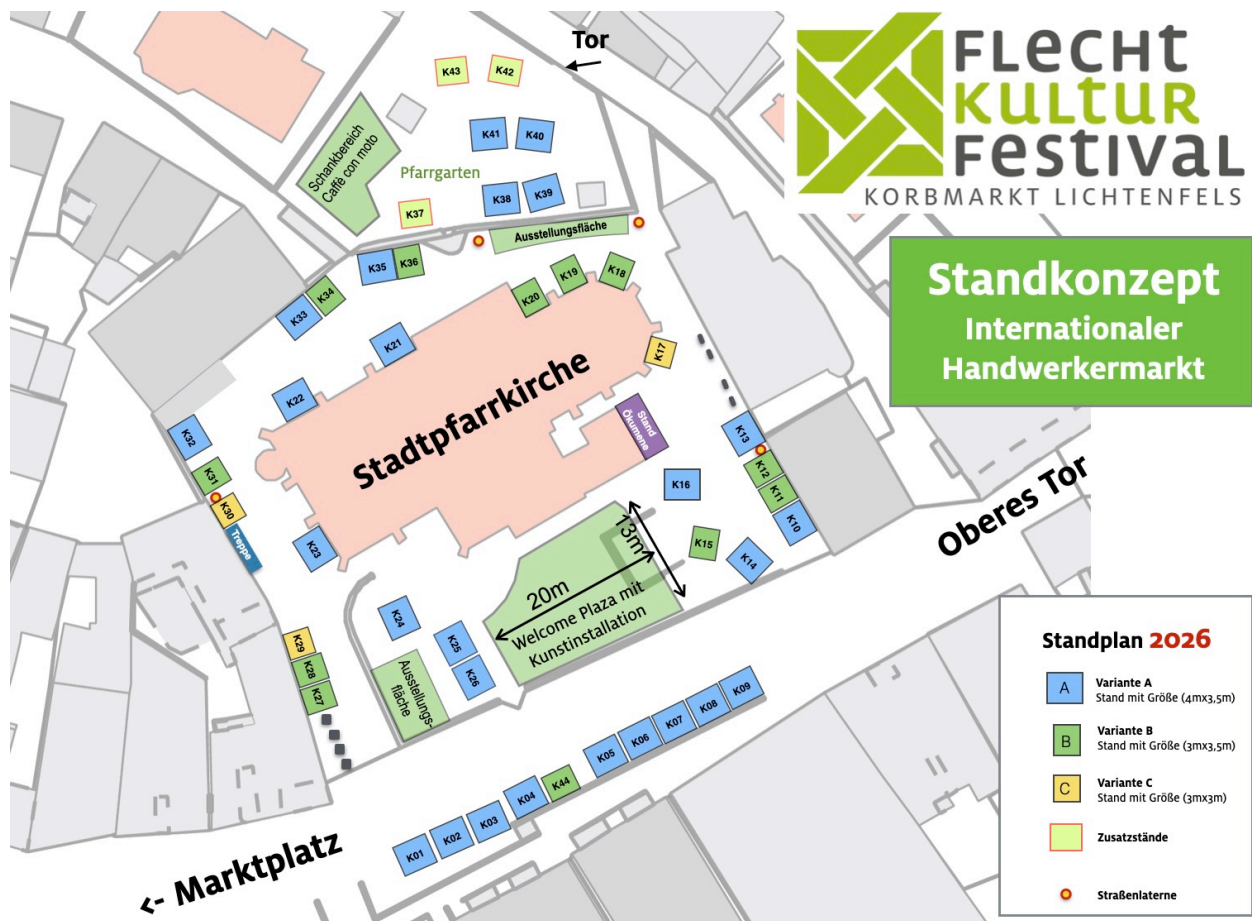 FLecHt
KULTUR
FestivaL
KORBMARKT LICHTENFELS
Standkonzept
Internationaler
Handwerkermarkt
Tor
K43
K42
K41
K40
Schankbereich
Caffè con moto
Pfarrgarten
K38
K39
K37
Ausstellungsfläche
K35
K36
K34
K33
K20
K19
K18
K21
K17
K22
Stadtpfarrkirche
Stand
Ökumene
K32
K31
K30
Treppe
K23
K13
K12
K11
K10
K16
K15
K14
13m
20m
Welcome Plaza mit
Kunstinstallation
Oberes Tor
K24
K25
K26
Ausstellungs-
fläche
K29
K28
K27
K09
K08
K07
K06
K05
K44
K04
K03
K02
K01
<- Marktplatz
Standplan 2026
A
Variante A
Stand mit Größe (4mx3,5m)
B
Variante B
Stand mit Größe (3mx3,5m)
C
Variante C
Stand mit Größe (3mx3m)
Zusatzstände
Straßenlaterne